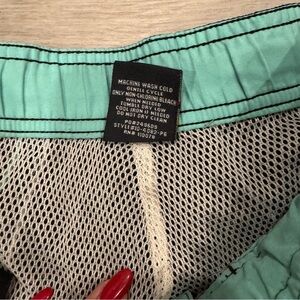 MACHINE WASH COLD
GENTLE CYCLE
ONLY NON-CHLORINE BLEACH
WHEN NEEDED
TUMBLE DRY LOW
COOL IRON IF NEEDED
DO NOT DRY CLEAN